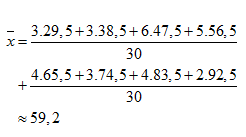 x̄ = (3.29,5+3.38,5+6.47,5+5.56,5)/30
+ (4.65,5+3.74,5+4.83,5+2.92,5)/30
≈ 59,2